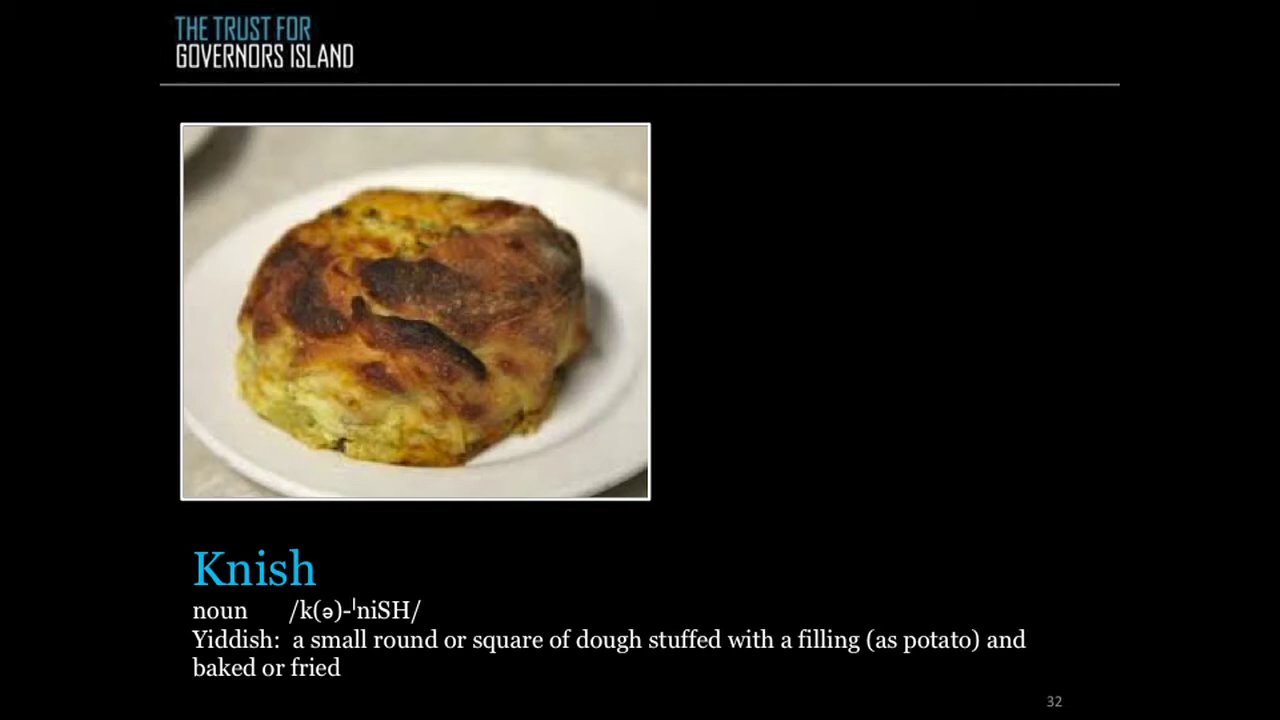 THE TRUST FOR
GOVERNORS ISLAND
Knish
noun /k(ə)-ˈniSH/
Yiddish: a small round or square of dough stuffed with a filling (as potato) and
baked or fried
32